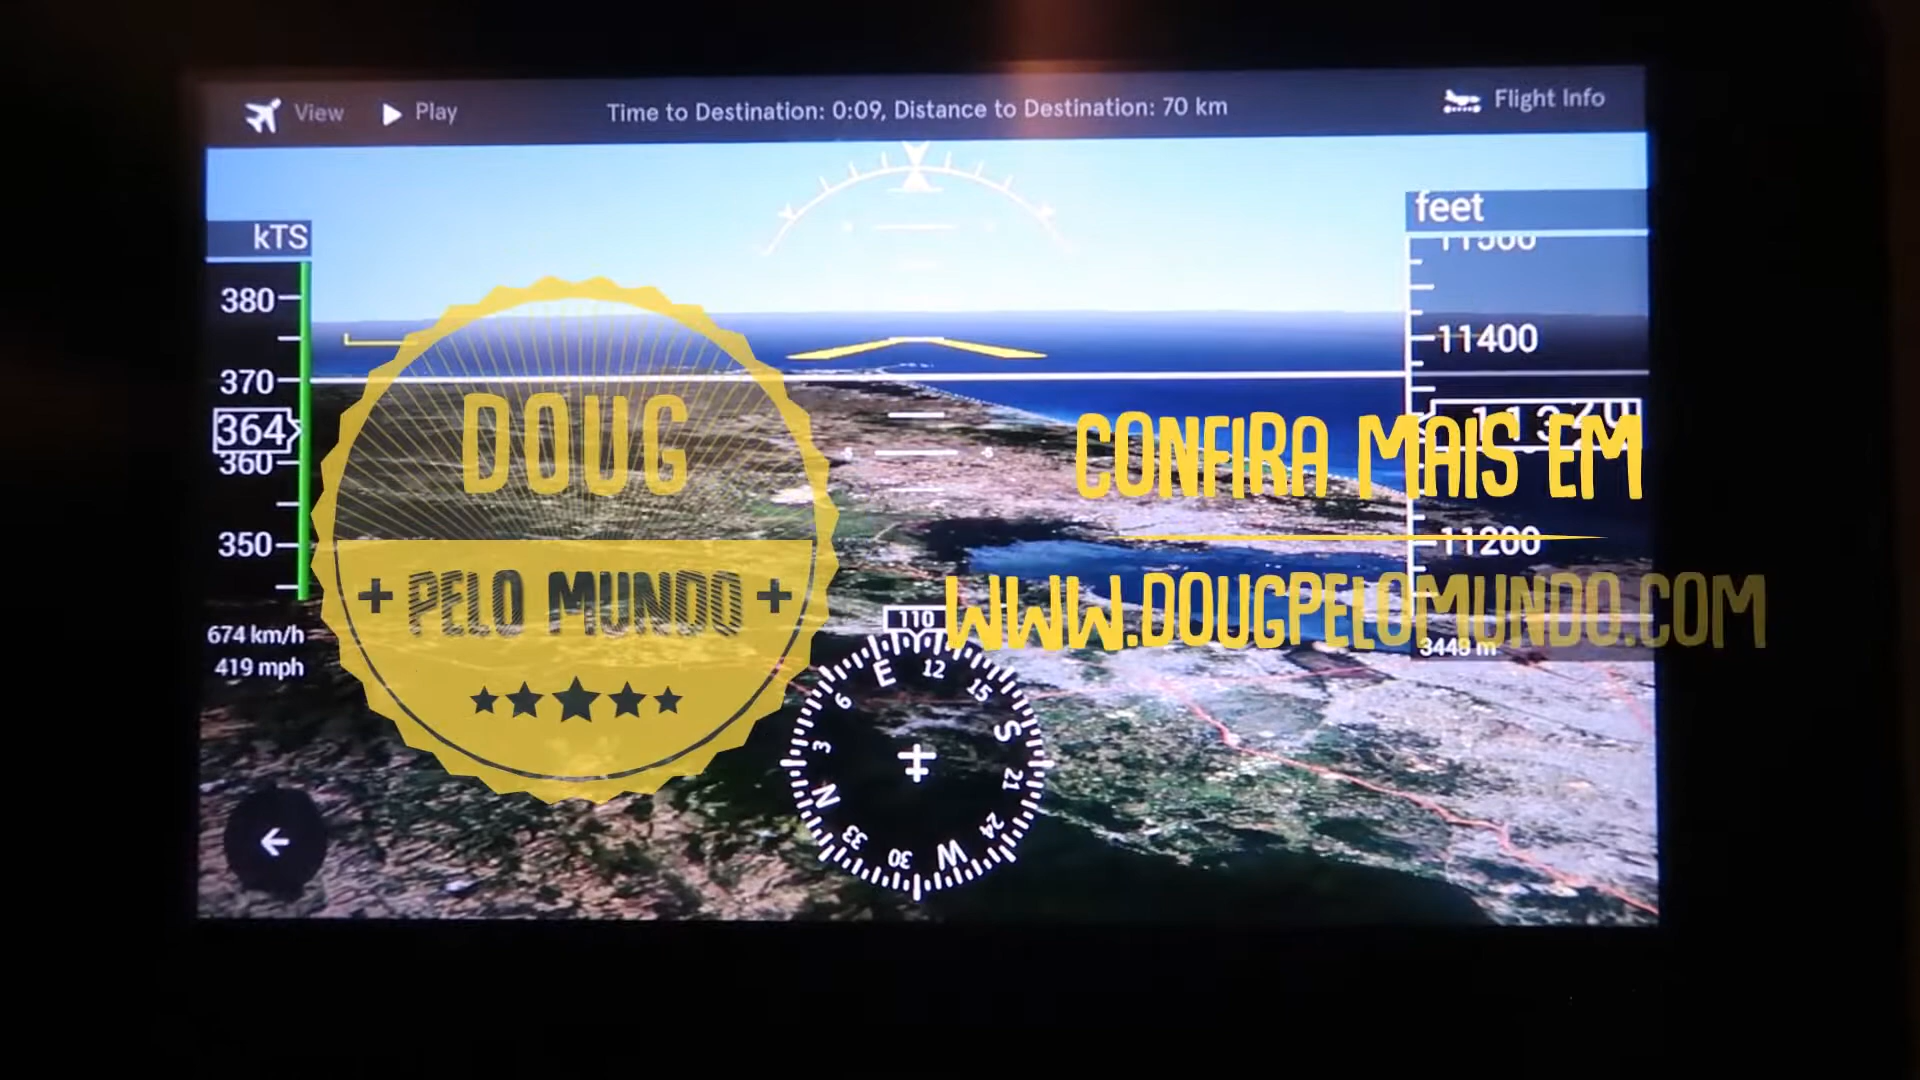 View
Play
Time to Destination: 0:09, Distance to Destination: 70 km
Flight Info
kTS
380
370
364
360
350
674 km/h
419 mph
feet
11500
11400
11200
3448 m
DOUG
+ PELO MUNDO +
CONFIRA MAIS EM
WWW.DOUGPELOMUNDO.COM
110
E
12
15
S
21
24
W
30
33
N
3
6